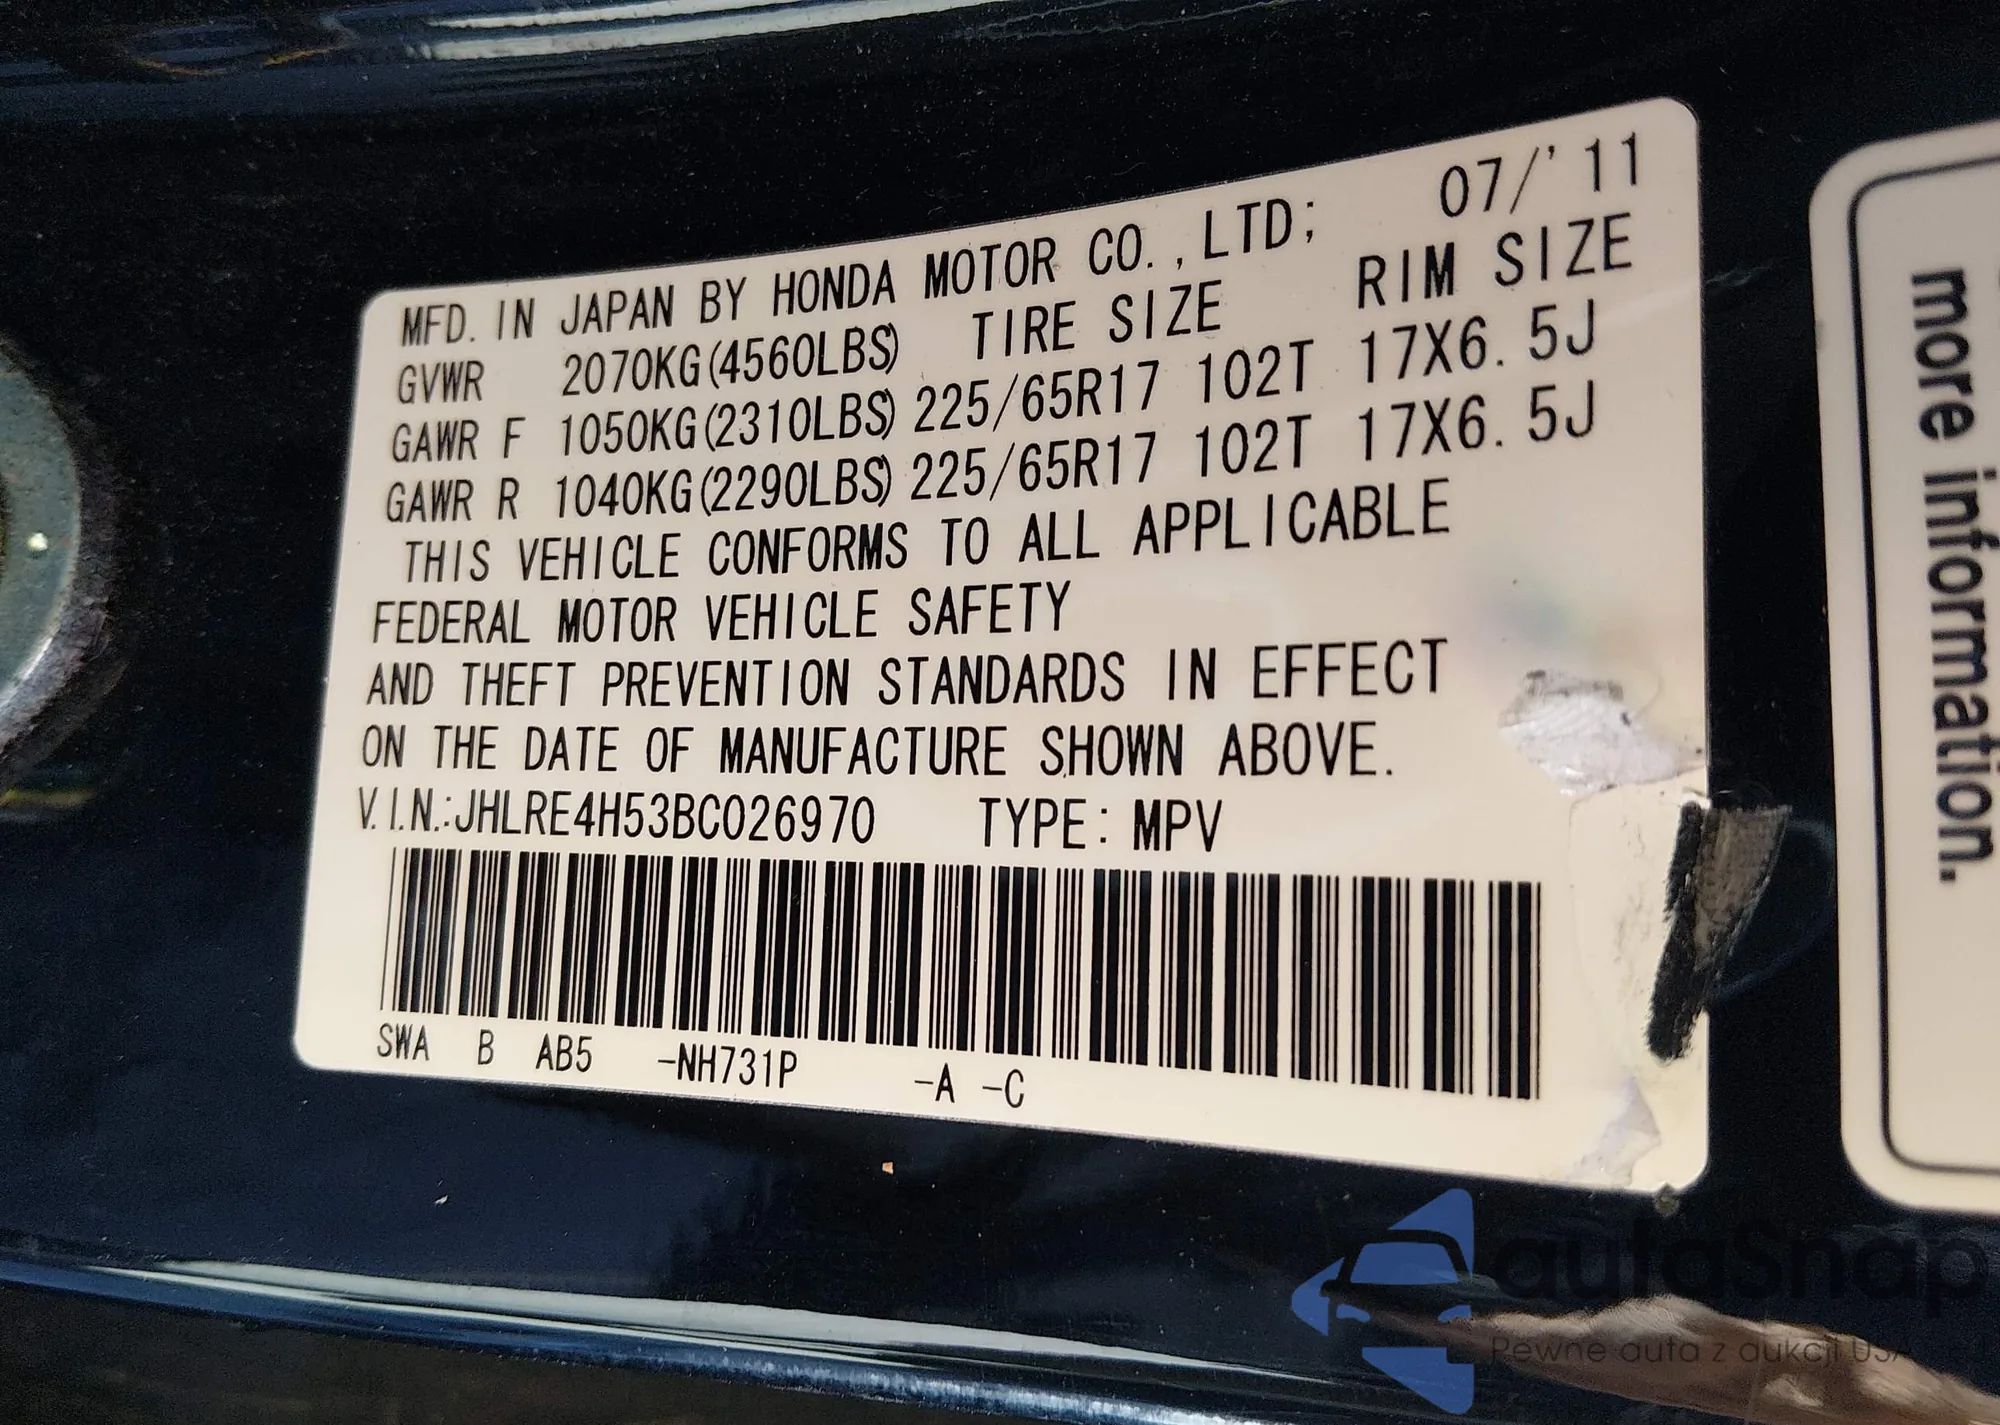 MFD. IN JAPAN BY HONDA MOTOR CO.,LTD; 07/'11
GVWR 2070KG(4560LBS) TIRE SIZE RIM SIZE
GAWR F 1050KG(2310LBS) 225/65R17 102T 17X6.5J
GAWR R 1040KG(2290LBS) 225/65R17 102T 17X6.5J
THIS VEHICLE CONFORMS TO ALL APPLICABLE
FEDERAL MOTOR VEHICLE SAFETY
AND THEFT PREVENTION STANDARDS IN EFFECT
ON THE DATE OF MANUFACTURE SHOWN ABOVE.
V.I.N.:JHLRE4H53BC026970 TYPE: MPV
SWA B AB5 -NH731P -A -C
more information.
autaSnap
Pewne auta z aukcji USA